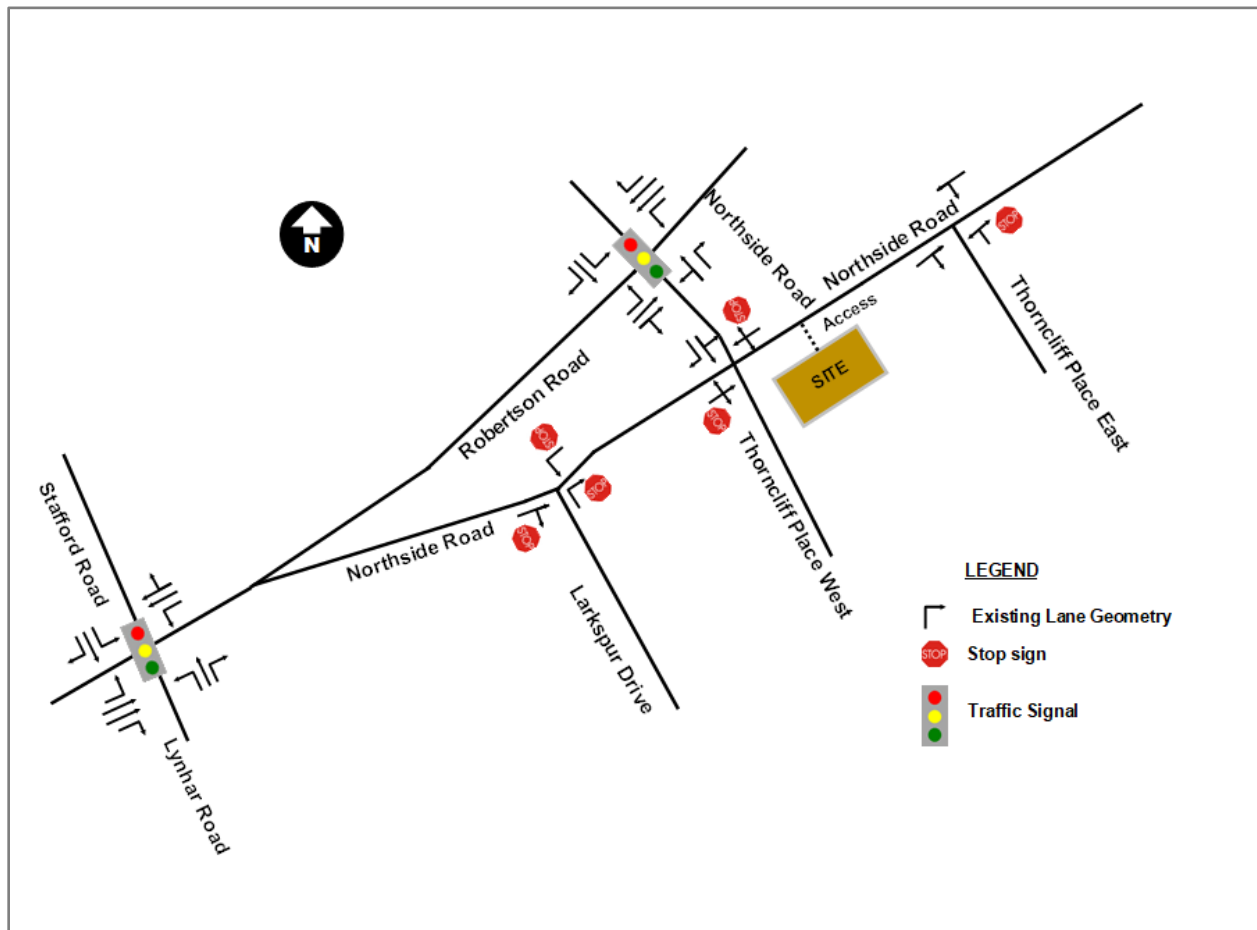 N
Northside Road
Northside Road
Access
SITE
STOP
STOP
STOP
Thorncliff Place East
Robertson Road
STOP
STOP
STOP
Thorncliff Place West
Northside Road
Stafford Road
Larkspur Drive
Lynhar Road
LEGEND
Existing Lane Geometry
STOP
Stop sign
Traffic Signal